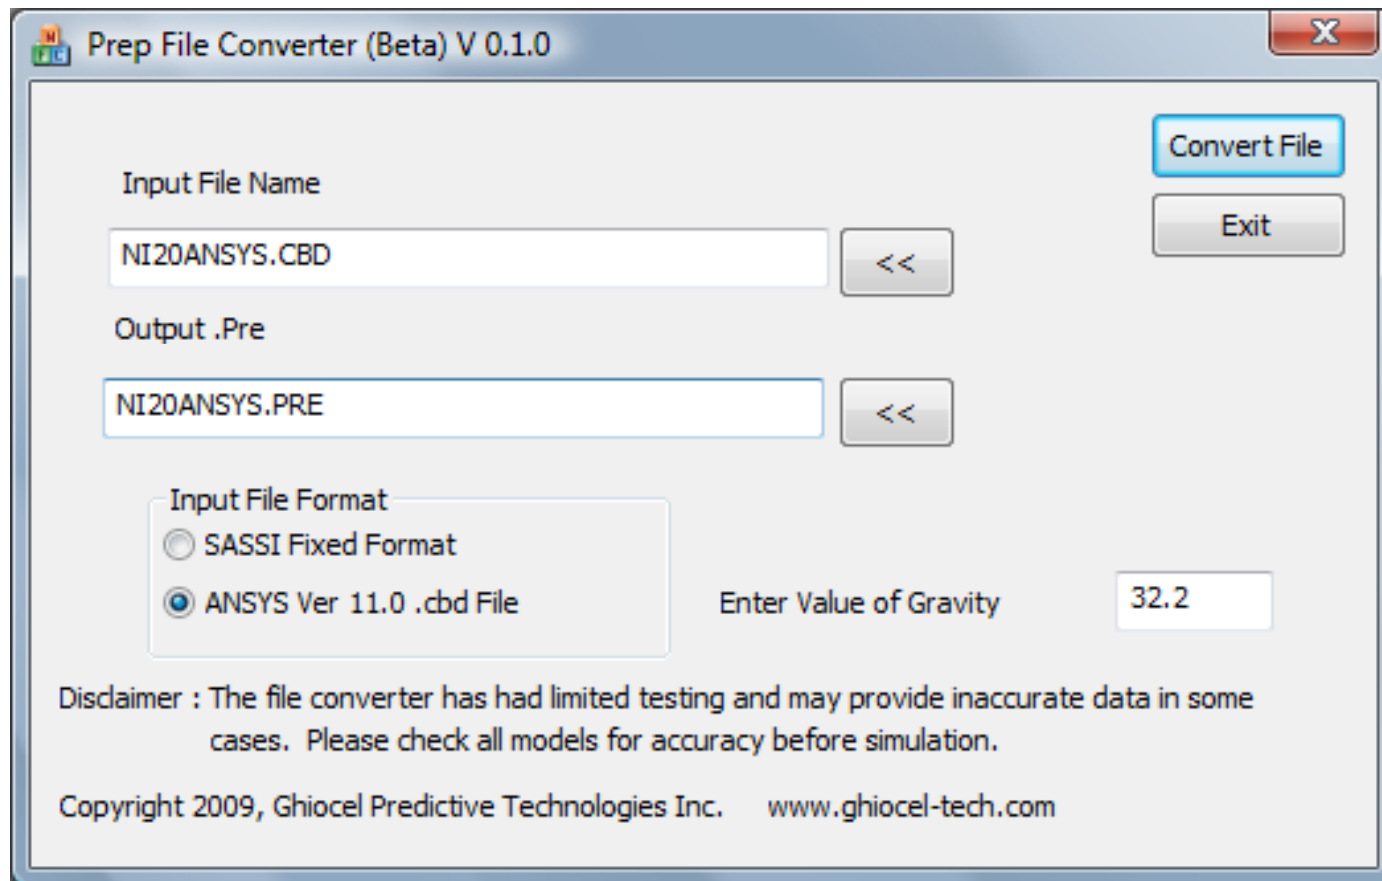 Prep File Converter (Beta) V 0.1.0
Convert File
Input File Name
Exit
NI20ANSYS.CBD
<<
Output .Pre
NI20ANSYS.PRE
<<
Input File Format
SASSI Fixed Format
ANSYS Ver 11.0 .cbd File
Enter Value of Gravity
32.2
Disclaimer : The file converter has had limited testing and may provide inaccurate data in some
cases.  Please check all models for accuracy before simulation.
Copyright 2009, Ghiocel Predictive Technologies Inc.    www.ghiocel-tech.com